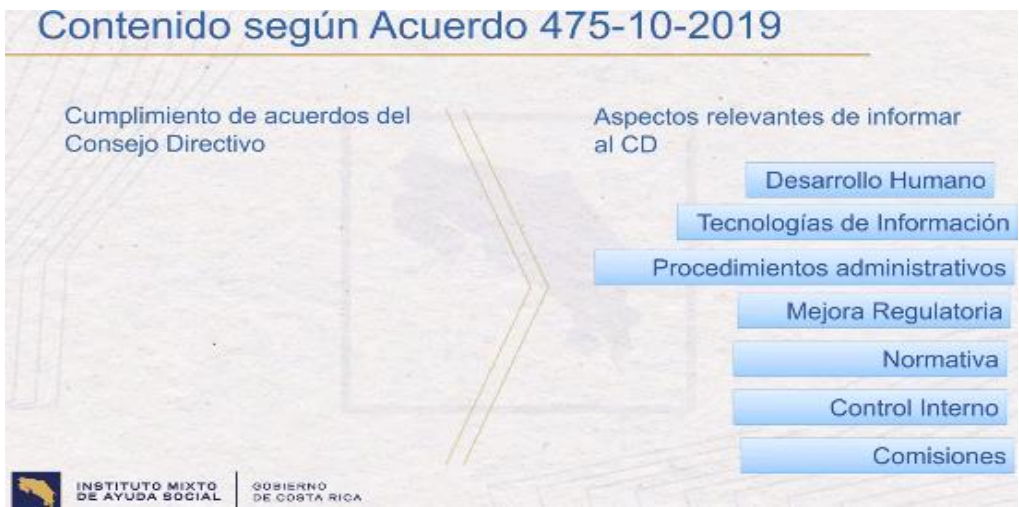 Contenido según Acuerdo 475-10-2019
Cumplimiento de acuerdos del
Consejo Directivo
Aspectos relevantes de informar
al CD
Desarrollo Humano
Tecnologías de Información
Procedimientos administrativos
Mejora Regulatoria
Normativa
Control Interno
Comisiones
INSTITUTO MIXTO
DE AYUDA SOCIAL
GOBIERNO
DE COSTA RICA